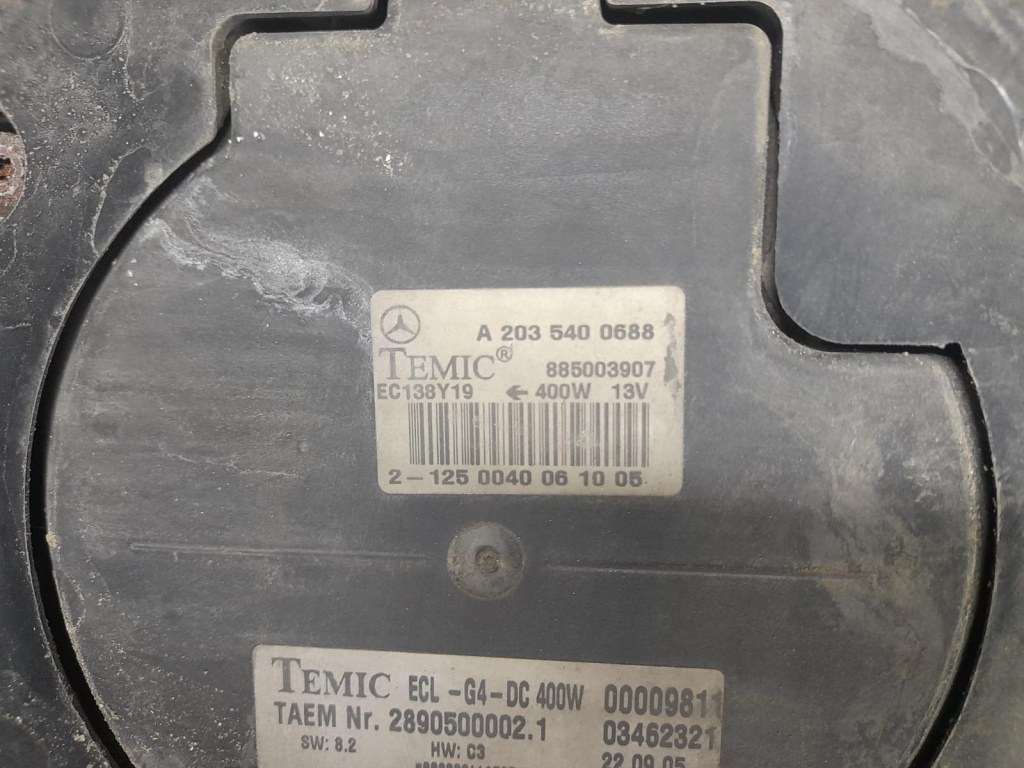 A 203 540 0688
TEMIC® 885003907
EC138Y19 ← 400W 13V
2-125 0040 06 10 05
TEMIC ECL -G4-DC 400W 00009811
TAEM Nr. 2890500002.1 03462321
SW: 8.2 HW: C3 22.09.05